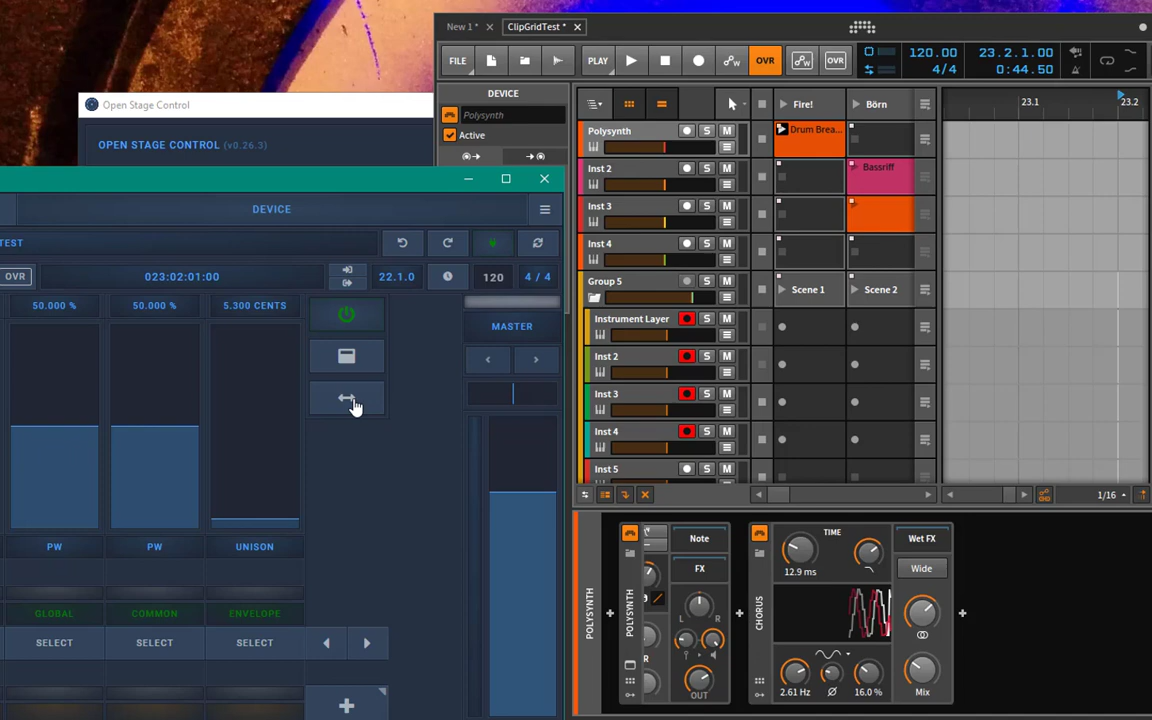 New 1 *
ClipGridTest *
FILE
PLAY
OVR
OVR
120.00
4/4
23.2.1.00
0:44.50
Open Stage Control
OPEN STAGE CONTROL (v0.26.3)
DEVICE
Polysynth
Active
Fire!
Börn
23.1
23.2
Polysynth
S
M
Drum Brea...
Inst 2
S
M
Bassriff
Inst 3
S
M
Inst 4
S
M
Group 5
S
M
Scene 1
Scene 2
Instrument Layer
S
M
Inst 2
S
M
Inst 3
S
M
Inst 4
S
M
Inst 5
S
M
1/16
DEVICE
TEST
OVR
023:02:01:00
22.1.0
120
4 / 4
50.000 %
50.000 %
5.300 CENTS
MASTER
PW
PW
UNISON
GLOBAL
COMMON
ENVELOPE
SELECT
SELECT
SELECT
POLYSYNTH
POLYSYNTH
Note
FX
L
R
R
OUT
CHORUS
TIME
12.9 ms
2.61 Hz
16.0 %
Wet FX
Wide
Mix